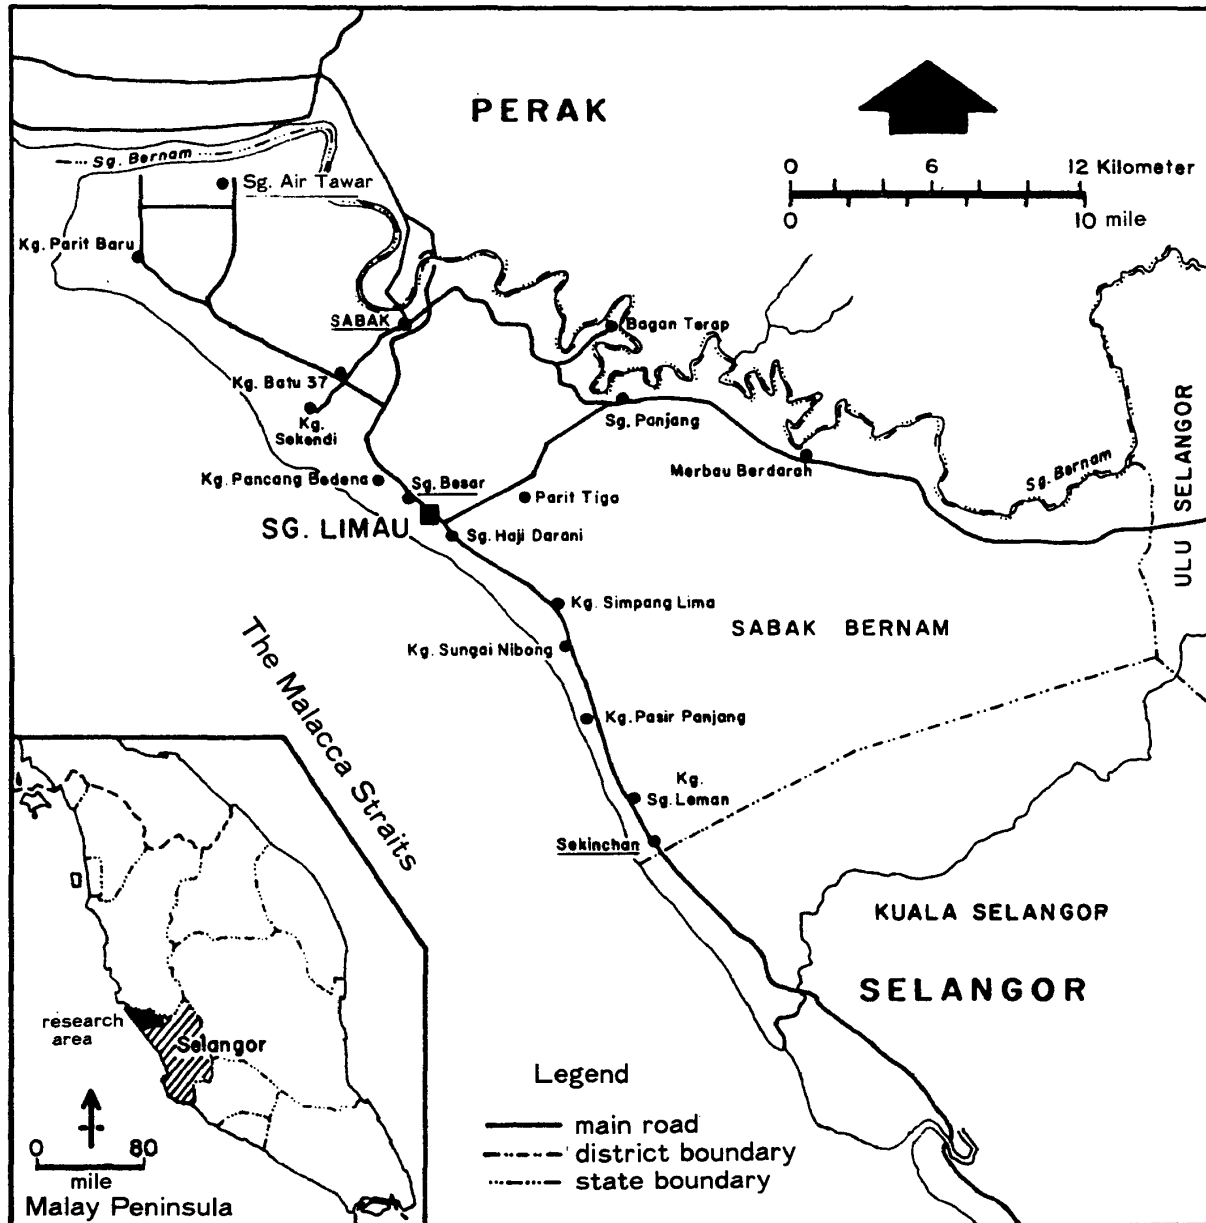 PERAK
0 6 12 Kilometer
0 10 mile
Sg. Bernam
Sg. Air Tawar
Kg. Parit Baru
SABAK
Bagan Terap
Kg. Batu 37
Kg.
Sekendi
Sg. Panjang
Merbau Berdarah
Sg. Bernam
ULU SELANGOR
Kg. Pancang Bedena
Sg. Besar
Parit Tiga
SG. LIMAU
Sg. Haji Darani
Kg. Simpang Lima
SABAK BERNAM
Kg. Sungai Nibong
The Malacca Straits
Kg. Pasir Panjang
Kg.
Sg. Leman
Sekinchan
KUALA SELANGOR
SELANGOR
research
area
Selangor
0 80
mile
Malay Peninsula
Legend
main road
district boundary
state boundary